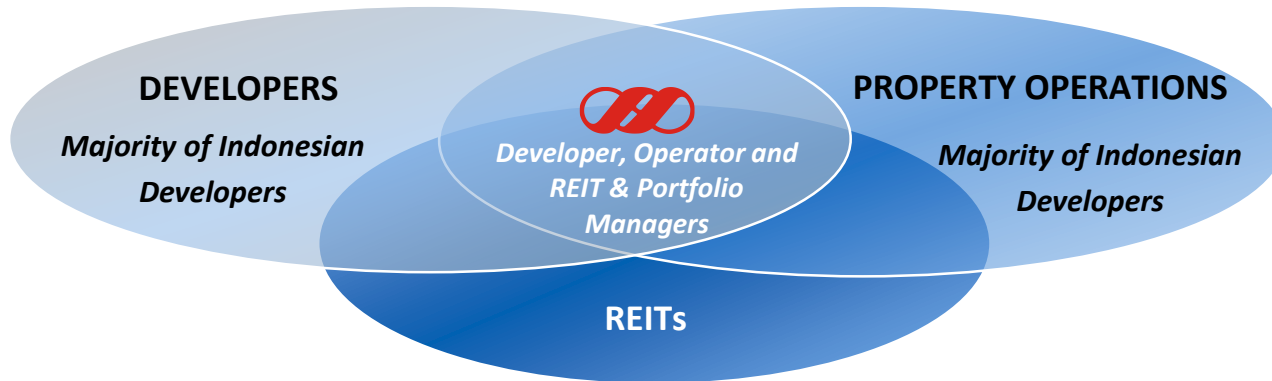 DEVELOPERS
Majority of Indonesian
Developers
Developer, Operator and
REIT & Portfolio
Managers
PROPERTY OPERATIONS
Majority of Indonesian
Developers
REITs